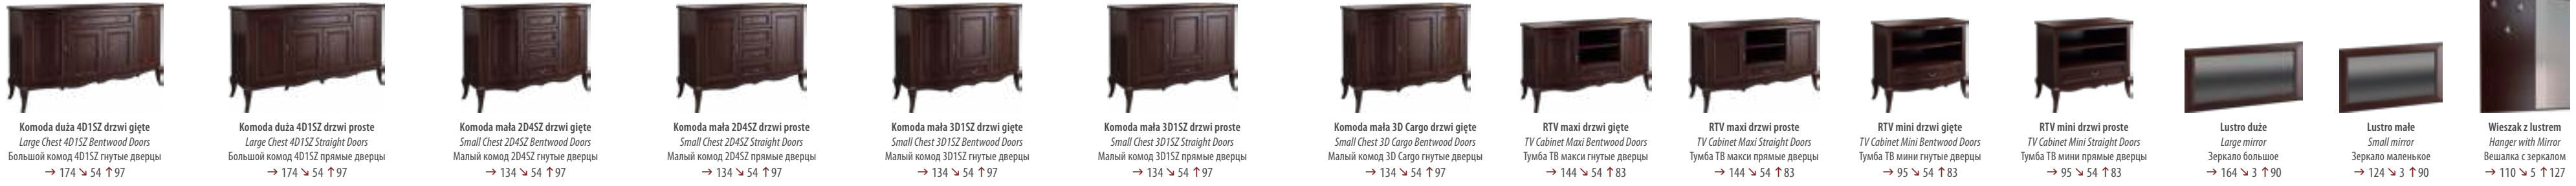 Komoda duża 4D1SZ drzwi gięte
Large Chest 4D1SZ Bentwood Doors
Большой комод 4D1SZ гнутые дверцы
→ 174 ↘ 54 ↑ 97
Komoda duża 4D1SZ drzwi proste
Large Chest 4D1SZ Straight Doors
Большой комод 4D1SZ прямые дверцы
→ 174 ↘ 54 ↑ 97
Komoda mała 2D4SZ drzwi gięte
Small Chest 2D4SZ Bentwood Doors
Малый комод 2D4SZ гнутые дверцы
→ 134 ↘ 54 ↑ 97
Komoda mała 2D4SZ drzwi proste
Small Chest 2D4SZ Straight Doors
Малый комод 2D4SZ прямые дверцы
→ 134 ↘ 54 ↑ 97
Komoda mała 3D1SZ drzwi gięte
Small Chest 3D1SZ Bentwood Doors
Малый комод 3D1SZ гнутые дверцы
→ 134 ↘ 54 ↑ 97
Komoda mała 3D1SZ drzwi proste
Small Chest 3D1SZ Straight Doors
Малый комод 3D1SZ прямые дверцы
→ 134 ↘ 54 ↑ 97
Komoda mała 3D Cargo drzwi gięte
Small Chest 3D Cargo Bentwood Doors
Малый комод 3D Cargo гнутые дверцы
→ 134 ↘ 54 ↑ 97
RTV maxi drzwi gięte
TV Cabinet Maxi Bentwood Doors
Тумба ТВ макси гнутые дверцы
→ 144 ↘ 54 ↑ 83
RTV maxi drzwi proste
TV Cabinet Maxi Straight Doors
Тумба ТВ макси прямые дверцы
→ 144 ↘ 54 ↑ 83
RTV mini drzwi gięte
TV Cabinet Mini Bentwood Doors
Тумба ТВ мини гнутые дверцы
→ 95 ↘ 54 ↑ 83
RTV mini drzwi proste
TV Cabinet Mini Straight Doors
Тумба ТВ мини прямые дверцы
→ 95 ↘ 54 ↑ 83
Lustro duże
Large mirror
Зеркало большое
→ 164 ↘ 3 ↑ 90
Lustro małe
Small mirror
Зеркало маленькое
→ 124 ↘ 3 ↑ 90
Wieszak z lustrem
Hanger with Mirror
Вешалка с зеркалом
→ 110 ↘ 5 ↑ 127